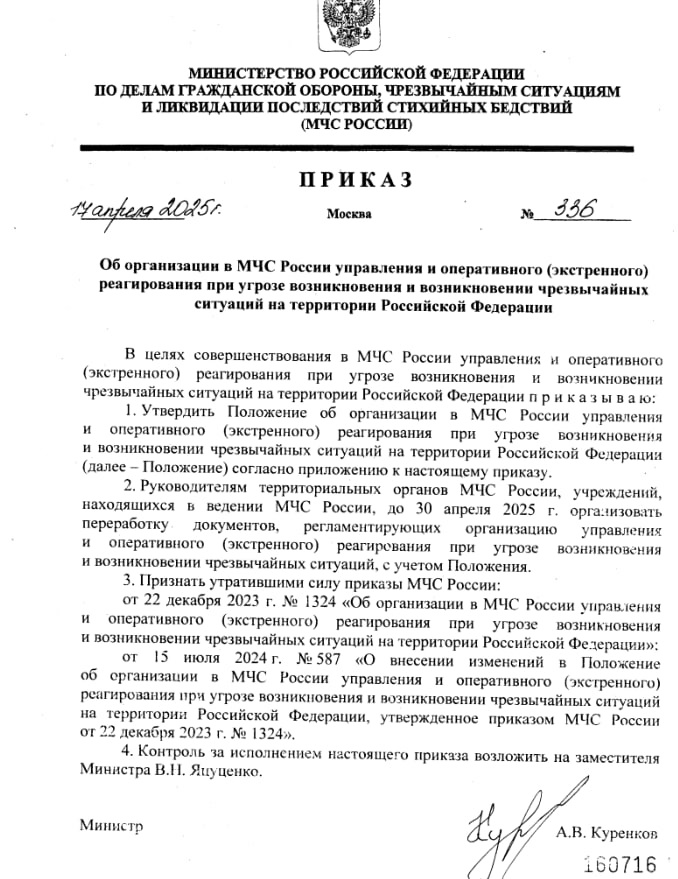 МИНИСТЕРСТВО РОССИЙСКОЙ ФЕДЕРАЦИИ
ПО ДЕЛАМ ГРАЖДАНСКОЙ ОБОРОНЫ, ЧРЕЗВЫЧАЙНЫМ СИТУАЦИЯМ
И ЛИКВИДАЦИИ ПОСЛЕДСТВИЙ СТИХИЙНЫХ БЕДСТВИЙ
(МЧС РОССИИ)
ПРИКАЗ
17 апреля 2025г. Москва № 336
Об организации в МЧС России управления и оперативного (экстренного)
реагирования при угрозе возникновения и возникновении чрезвычайных
ситуаций на территории Российской Федерации
В целях совершенствования в МЧС России управления и оперативного
(экстренного) реагирования при угрозе возникновения и возникновении
чрезвычайных ситуаций на территории Российской Федерации п р и к а з ы в а ю:
1. Утвердить Положение об организации в МЧС России управления
и оперативного (экстренного) реагирования при угрозе возникновения
и возникновении чрезвычайных ситуаций на территории Российской Федерации
(далее – Положение) согласно приложению к настоящему приказу.
2. Руководителям территориальных органов МЧС России, учреждений,
находящихся в ведении МЧС России, до 30 апреля 2025 г. организовать
переработку документов, регламентирующих организацию управления
и оперативного (экстренного) реагирования при угрозе возникновения
и возникновении чрезвычайных ситуаций, с учетом Положения.
3. Признать утратившими силу приказы МЧС России:
от 22 декабря 2023 г. № 1324 «Об организации в МЧС России управления
и оперативного (экстренного) реагирования при угрозе возникновения
и возникновении чрезвычайных ситуаций на территории Российской Федерации»:
от 15 июля 2024 г. № 587 «О внесении изменений в Положение
об организации в МЧС России управления и оперативного (экстренного)
реагирования при угрозе возникновения и возникновении чрезвычайных ситуаций
на территории Российской Федерации, утвержденное приказом МЧС России
от 22 декабря 2023 г. № 1324».
4. Контроль за исполнением настоящего приказа возложить на заместителя
Министра В.Н. Яцуценко.
Министр А.В. Куренков
160716